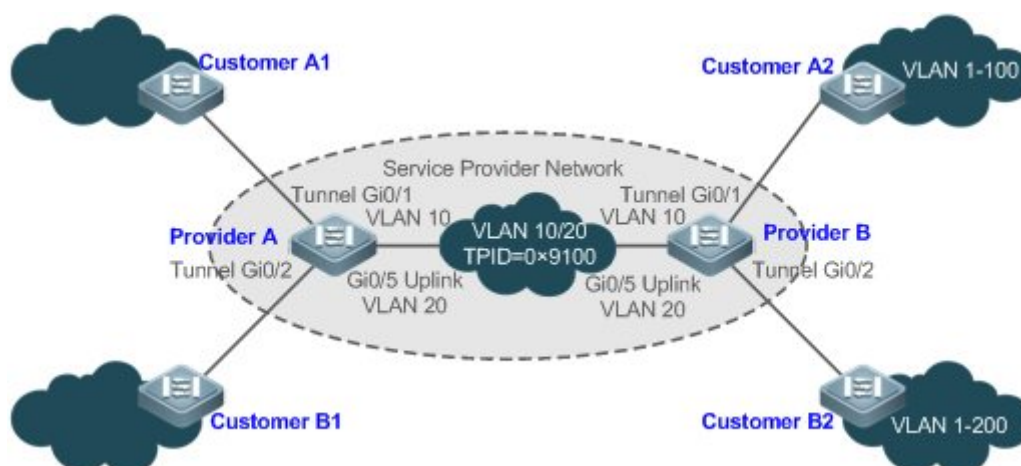 Customer A1
Customer A2
VLAN 1-100
Service Provider Network
Tunnel Gi0/1
VLAN 10
Tunnel Gi0/1
VLAN 10
Provider A
VLAN 10/20
TPID=0×9100
Provider B
Tunnel Gi0/2
Gi0/5 Uplink
VLAN 20
Gi0/5 Uplink
VLAN 20
Tunnel Gi0/2
Customer B1
Customer B2
VLAN 1-200